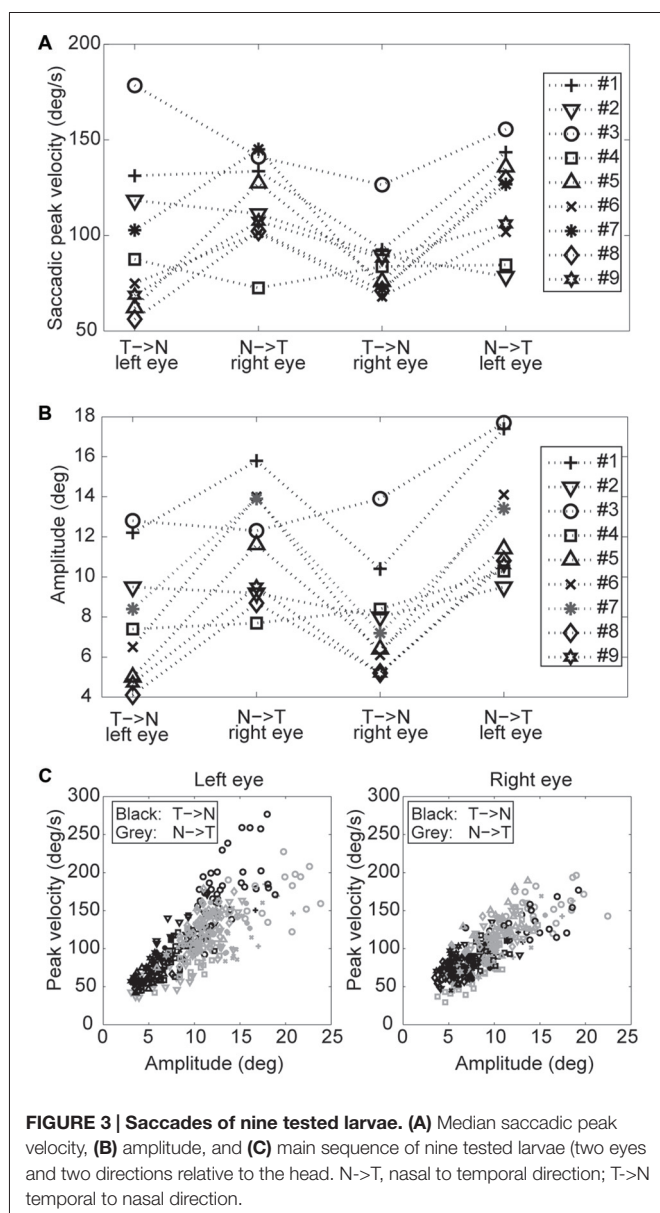 A
200
150
100
50
Saccadic peak velocity (deg/s)
T->N
left eye
N->T
right eye
T->N
right eye
N->T
left eye
#1
#2
#3
#4
#5
#6
#7
#8
#9
B
18
16
14
12
10
8
6
4
Amplitude (deg)
T->N
left eye
N->T
right eye
T->N
right eye
N->T
left eye
#1
#2
#3
#4
#5
#6
#7
#8
#9
C
Left eye
300
250
200
150
100
50
0
Peak velocity (deg/s)
Black: T->N
Grey: N->T
0 5 10 15 20 25
Amplitude (deg)
Right eye
300
250
200
150
100
50
0
Peak velocity (deg/s)
Black: T->N
Grey: N->T
0 5 10 15 20 25
Amplitude (deg)
FIGURE 3 | Saccades of nine tested larvae. (A) Median saccadic peak
velocity, (B) amplitude, and (C) main sequence of nine tested larvae (two eyes
and two directions relative to the head. N->T, nasal to temporal direction; T->N
temporal to nasal direction.